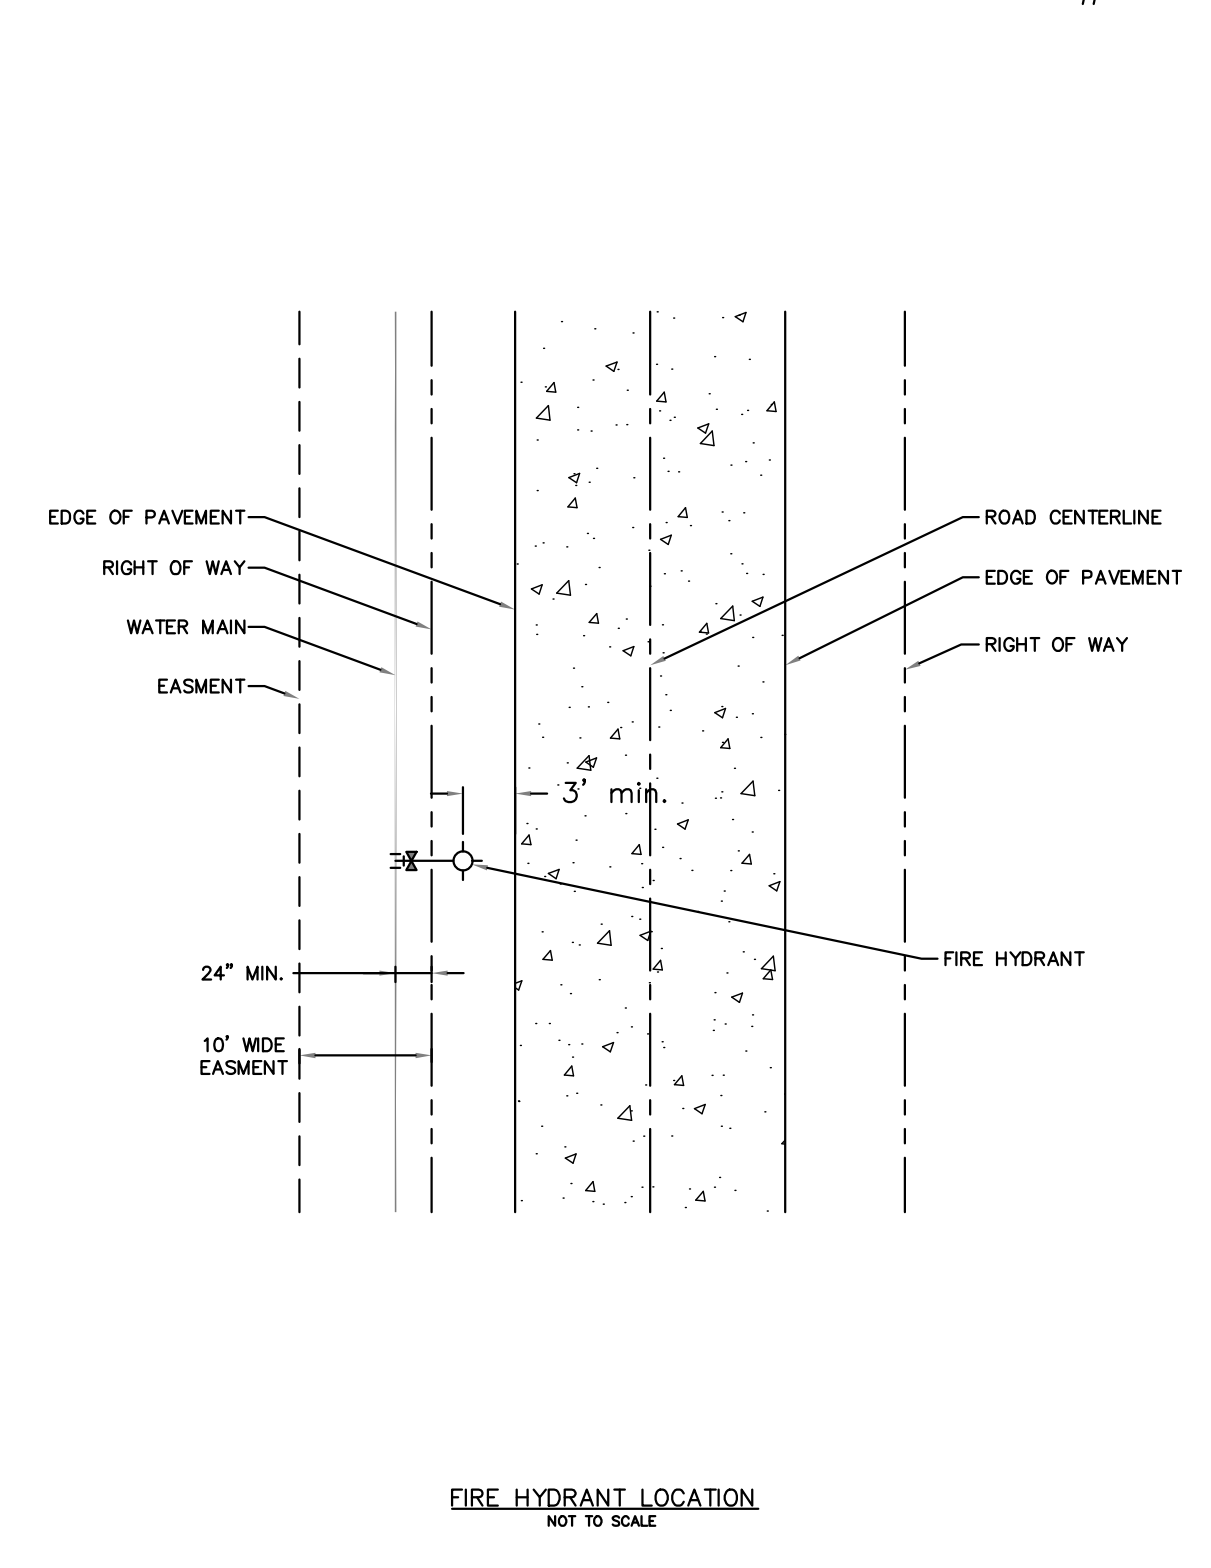 EDGE OF PAVEMENT
RIGHT OF WAY
WATER MAIN
EASMENT
ROAD CENTERLINE
EDGE OF PAVEMENT
RIGHT OF WAY
3' min.
FIRE HYDRANT
24" MIN.
10' WIDE
EASMENT
FIRE HYDRANT LOCATION
NOT TO SCALE